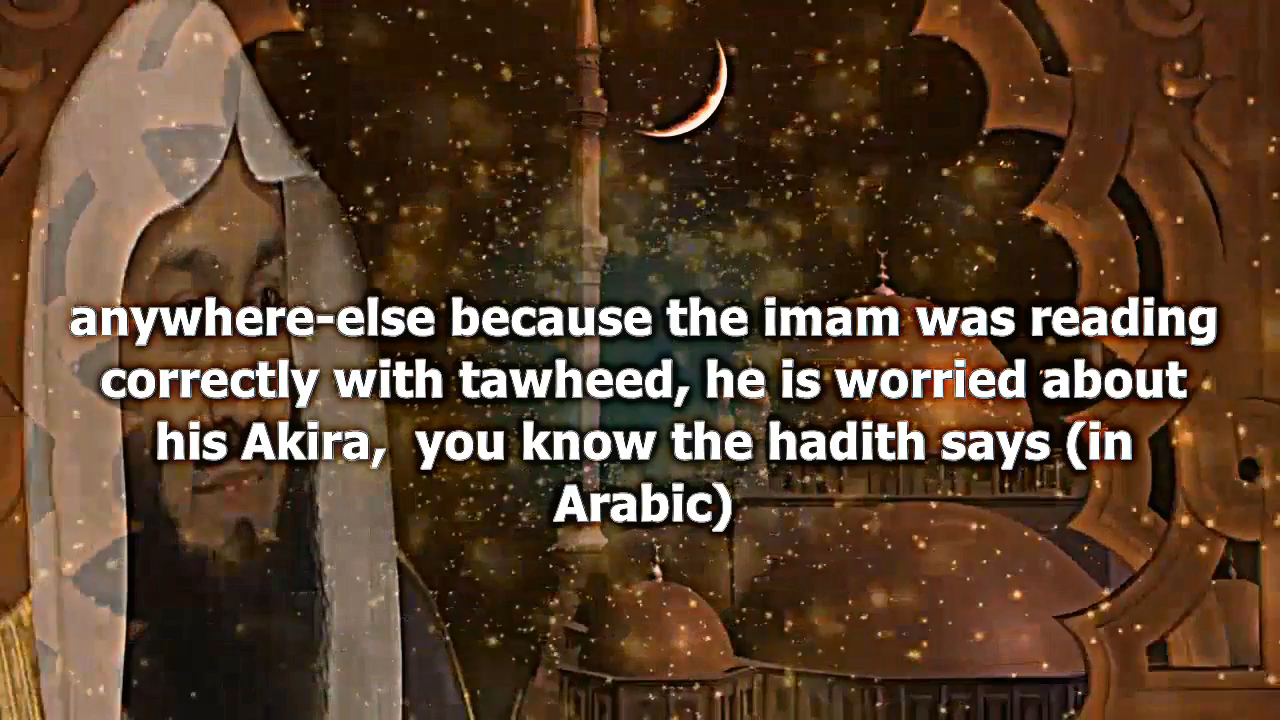 anywhere-else because the imam was reading
correctly with tawheed, he is worried about
his Akira,  you know the hadith says (in
Arabic)